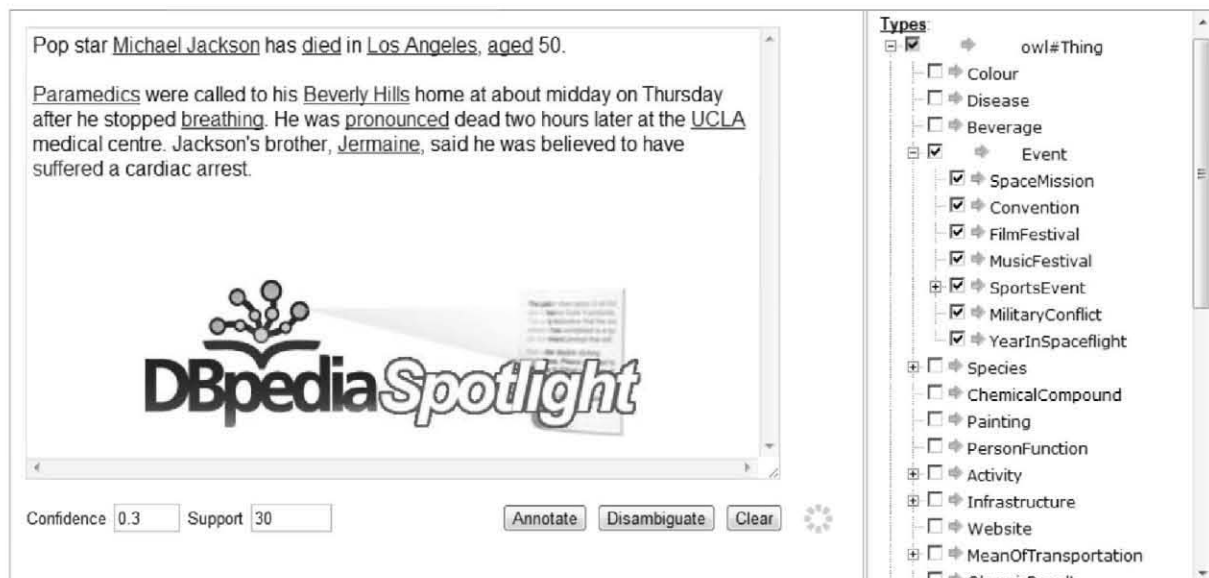 Pop star Michael Jackson has died in Los Angeles, aged 50.
Paramedics were called to his Beverly Hills home at about midday on Thursday
after he stopped breathing. He was pronounced dead two hours later at the UCLA
medical centre. Jackson's brother, Jermaine, said he was believed to have
suffered a cardiac arrest.
DBpedia Spotlight
Confidence 0.3 Support 30 Annotate Disambiguate Clear
Types:
owl#Thing
Colour
Disease
Beverage
Event
SpaceMission
Convention
FilmFestival
MusicFestival
SportsEvent
MilitaryConflict
YearInSpaceflight
Species
ChemicalCompound
Painting
PersonFunction
Activity
Infrastructure
Website
MeanOfTransportation